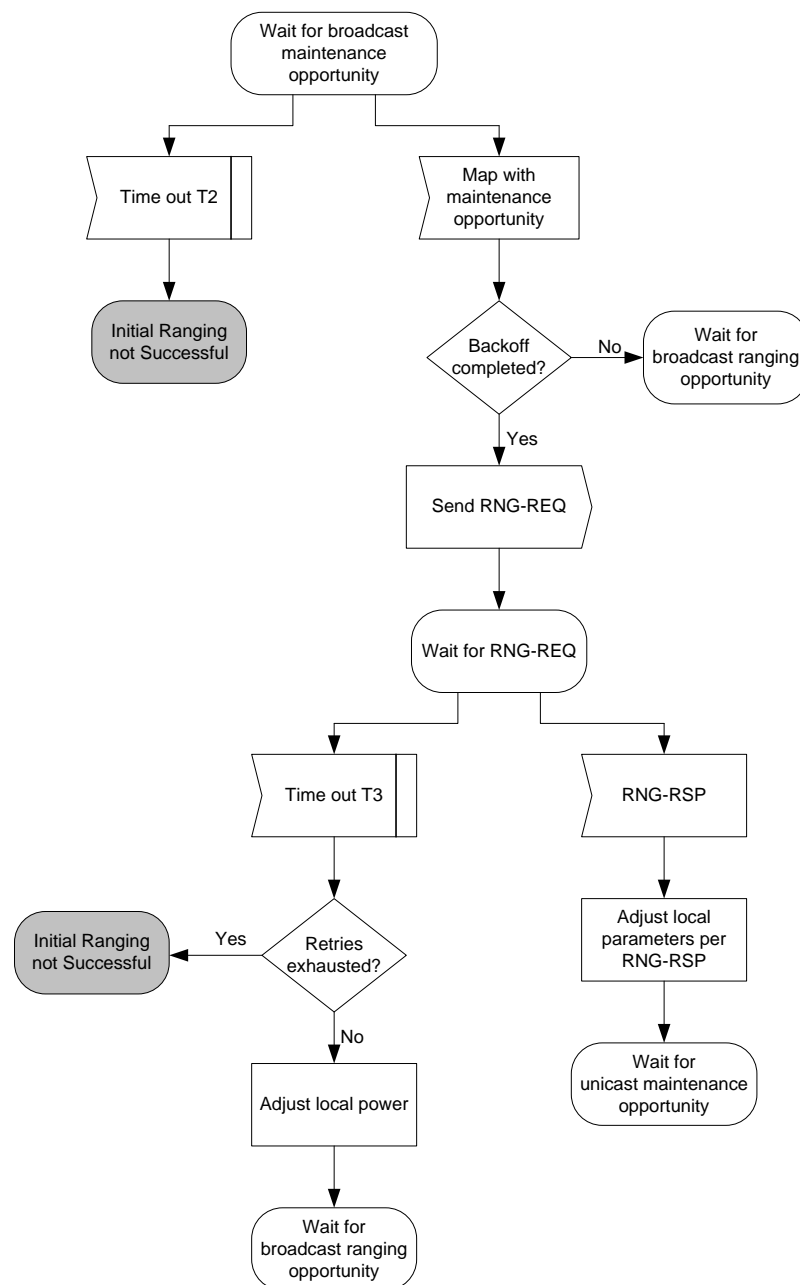 Wait for broadcast
maintenance
opportunity
Time out T2
Map with
maintenance
opportunity
Initial Ranging
not Successful
Backoff
completed?
No
Wait for
broadcast ranging
opportunity
Yes
Send RNG-REQ
Wait for RNG-REQ
Time out T3
RNG-RSP
Initial Ranging
not Successful
Yes
Retries
exhausted?
Adjust local
parameters per
RNG-RSP
No
Adjust local power
Wait for
unicast maintenance
opportunity
Wait for
broadcast ranging
opportunity